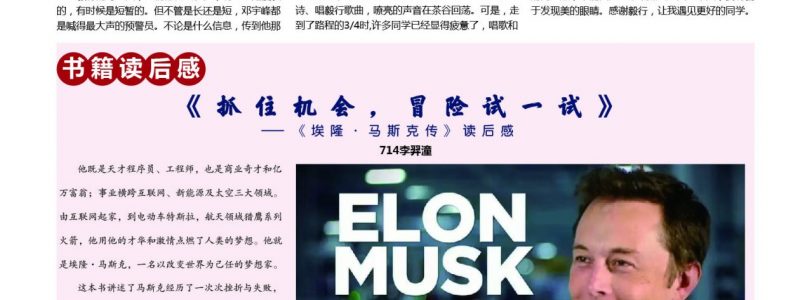 的，有时候是短暂的。但不管是长还是短，邓宇峰都
是喊得最大声的预警员。不论是什么信息，传到他那
诗、唱毅行歌曲，嘹亮的声音在茶谷回荡。可是，走
到了路程的3/4时,许多同学已经显得疲惫了，唱歌和
于发现美的眼睛。感谢毅行，让我遇见更好的同学。
书籍读后感
《抓住机会，冒险试一试》
——《埃隆·马斯克传》读后感
714李羿潼
他既是天才程序员、工程师，也是商业奇才和亿
万富翁；事业横跨互联网、新能源及太空三大领域。
由互联网起家，到电动车特斯拉，航天领域猎鹰系列
火箭，他用他的才华和激情点燃了人类的梦想。他就
是埃隆·马斯克，一名以改变世界为己任的梦想家。
这本书讲述了马斯克经历了一次次挫折与失败，
ELON
MUSK